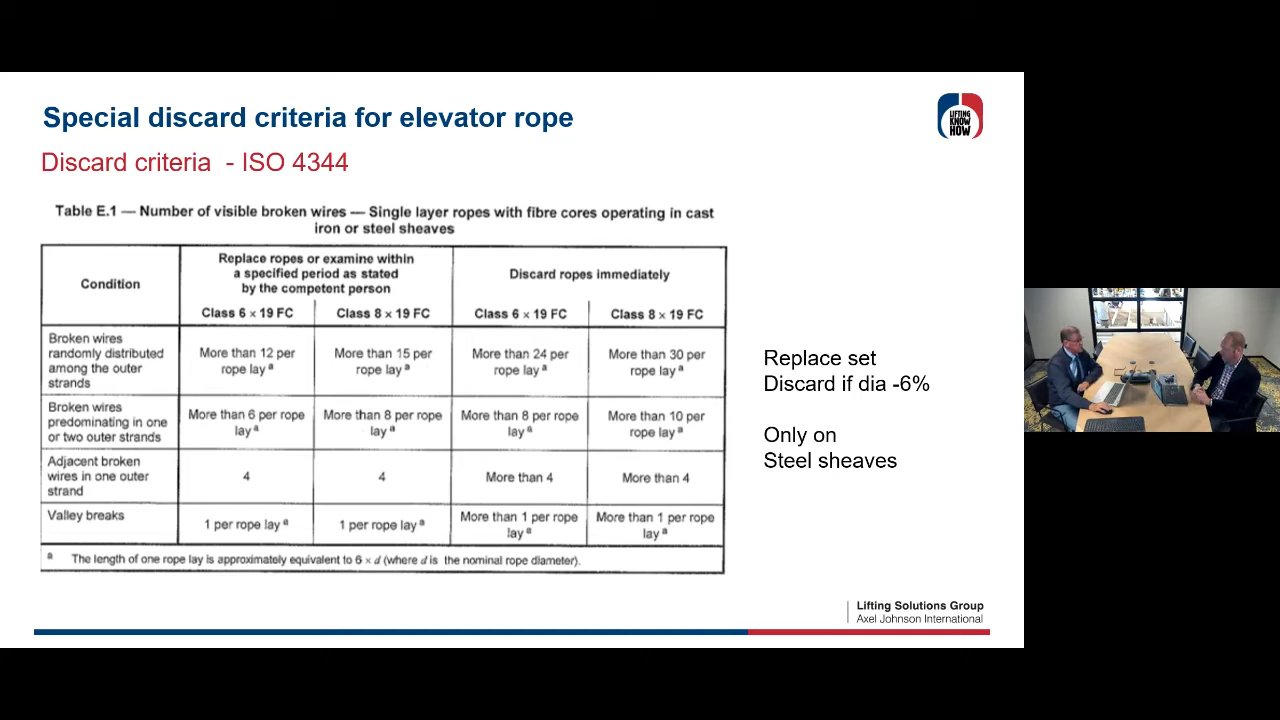 Special discard criteria for elevator rope
LIFTING
KNOW
HOW
Discard criteria - ISO 4344
Table E.1 — Number of visible broken wires — Single layer ropes with fibre cores operating in cast
iron or steel sheaves
Condition
Replace ropes or examine within
a specified period as stated
by the competent person
Discard ropes immediately
Class 6 × 19 FC
Class 8 × 19 FC
Class 6 × 19 FC
Class 8 × 19 FC
Broken wires
randomly distributed
among the outer
strands
More than 12 per
rope lay a
More than 15 per
rope lay a
More than 24 per
rope lay a
More than 30 per
rope lay a
Broken wires
predominating in one
or two outer strands
More than 6 per rope
lay a
More than 8 per rope
lay a
More than 8 per rope
lay a
More than 10 per
rope lay a
Adjacent broken
wires in one outer
strand
4
4
More than 4
More than 4
Valley breaks
1 per rope lay a
1 per rope lay a
More than 1 per rope
lay a
More than 1 per rope
lay a
a The length of one rope lay is approximately equivalent to 6 × d (where d is the nominal rope diameter).
Replace set
Discard if dia -6%
Only on
Steel sheaves
Lifting Solutions Group
Axel Johnson International